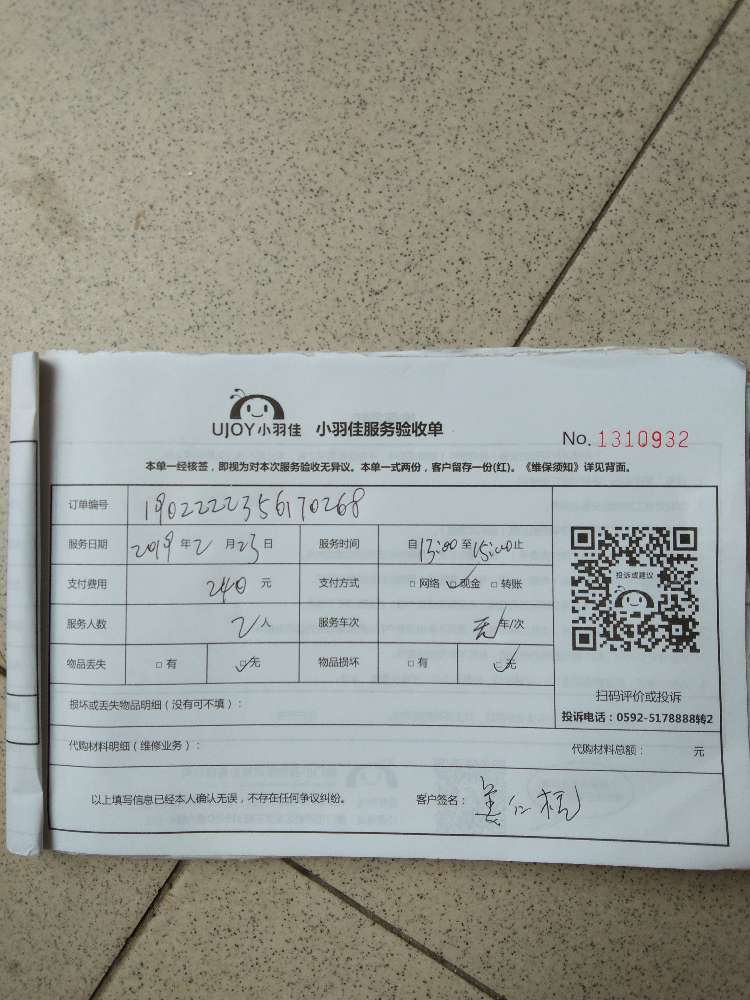 UJOY小羽佳 小羽佳服务验收单
No. 1310932
本单一经核签，即视为对本次服务验收无异议。本单一式两份，客户留存一份(红)。《维保须知》详见背面。
订单编号 1902222356170268
服务日期 2019年2月23日 服务时间 自13:00至15:00止
支付费用 240元 支付方式 □网络 ☑现金 □转账
服务人数 2人 服务车次 无 车/次
物品丢失 □有 ☑无 物品损坏 □有 ☑无
投诉或建议
扫码评价或投诉
投诉电话：0592-5178888转2
损坏或丢失物品明细（没有可不填）：
代购材料明细（维修业务）： 代购材料总额： 元
以上填写信息已经本人确认无误，不存在任何争议纠纷。 客户签名：